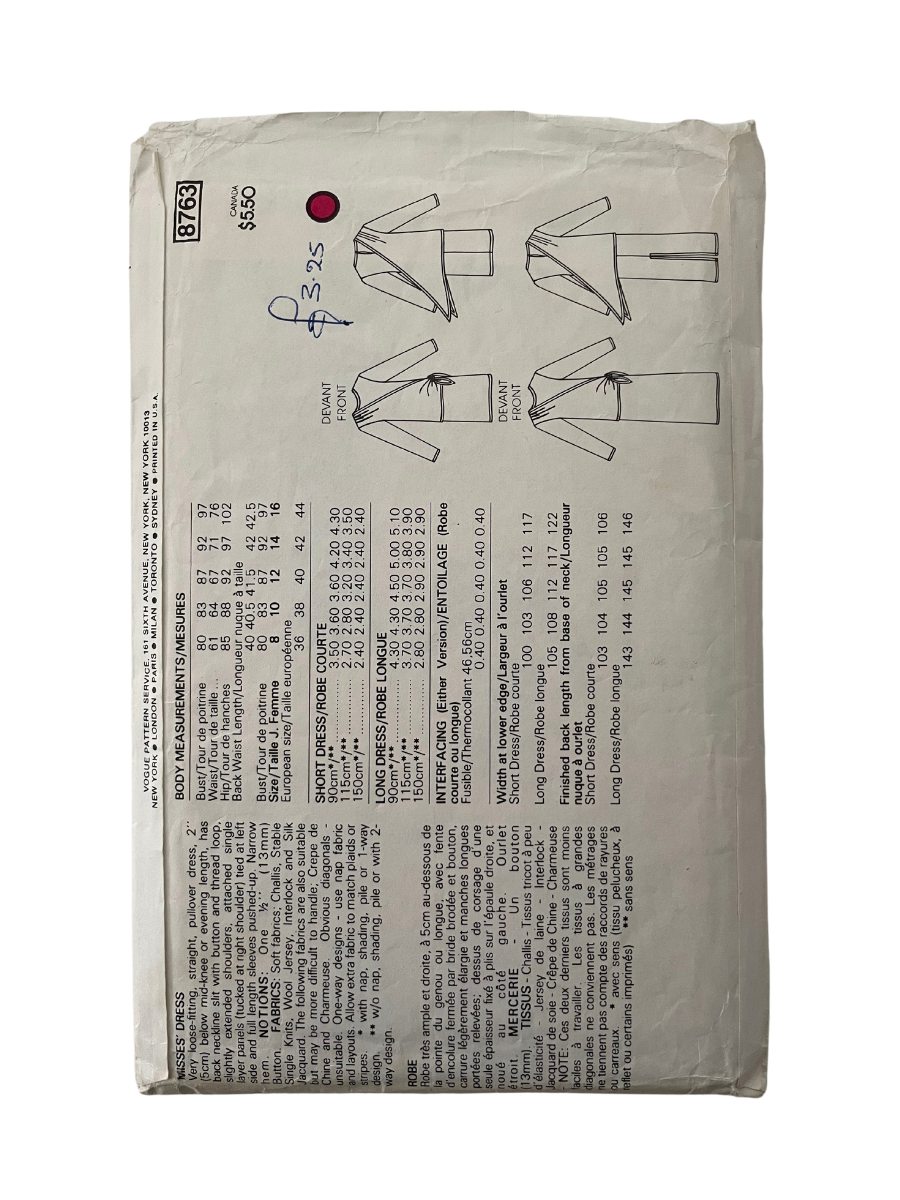 VOGUE PATTERN SERVICE, 161 SIXTH AVENUE, NEW YORK, NEW YORK 10013
NEW YORK ● LONDON ● PARIS ● MILAN ● TORONTO ● SYDNEY ● PRINTED IN U.S.A.
8763
CANADA
$5.50
$3.25
MISSES' DRESS
Very loose-fitting, straight, pullover dress, 2"
(5cm) below mid-knee or evening length, has
back neckline slit with button and thread loop,
slightly extended shoulders, attached single
layer panels (tucked at right shoulder) tied at left
side and full length sleeves pushed-up. Narrow
hem. NOTIONS: One ½" (13mm)
Button. FABRICS: Soft fabrics; Challis, Stable
Single Knits, Wool Jersey, Interlock and Silk
Jacquard. The following fabrics are also suitable
but may be more difficult to handle; Crepe de
Chine and Charmeuse. Obvious diagonals -
unsuitable. One-way designs - use nap fabric
and layouts. Allow extra fabric to match plaids or
stripes. * with nap, shading, pile or 1-way
design. ** w/o nap, shading, pile or with 2-
way design.
ROBE
Robe très ample et droite, à 5cm au-dessous de
la pointe du genou ou longue, avec fente
d'encolure fermée par bride brodée et bouton,
carrure légèrement élargie et manches longues
portées relevées; dessus de corsage d'une
seule épaisseur fixé à plis sur l'épaule droite, et
noué au côté gauche. Ourlet
étroit. MERCERIE - Un bouton
(13mm). TISSUS - Challis - Tissus tricot à peu
d'élasticité - Jersey de laine - Interlock -
Jacquard de soie - Crêpe de Chine - Charmeuse
- NOTE: Ces deux derniers tissus sont moins
faciles à travailler. Les tissus à grandes
diagonales ne conviennent pas. Les métrages
ne tiennent pas compte des raccords de rayures
ou carreaux. * avec sens (tissu pelucheux, à
reflet ou certains imprimés) ** sans sens
BODY MEASUREMENTS/MESURES
Bust/Tour de poitrine 80 83 87 92 97
Waist/Tour de taille ... 61 64 67 71 76
Hip/Tour de hanches 85 88 92 97 102
Back Waist Length/Longueur nuque à taille
40 40.5 41.5 42 42.5
Bust/Tour de poitrine 80 83 87 92 97
Size/Taille J. Femme 8 10 12 14 16
European size/Taille européenne
36 38 40 42 44
SHORT DRESS/ROBE COURTE
90cm*/** ............ 3.50 3.60 3.60 4.20 4.30
115cm*/** ........... 2.70 2.80 3.20 3.40 3.50
150cm*/** ........... 2.40 2.40 2.40 2.40 2.40
LONG DRESS/ROBE LONGUE
90cm*/** ............ 4.30 4.30 4.50 5.00 5.10
115cm*/** ........... 3.70 3.70 3.70 3.80 3.90
150cm*/** ........... 2.80 2.80 2.90 2.90 2.90
INTERFACING (Either Version)/ENTOILAGE (Robe
courte ou longue)
Fusible/Thermocollant 46,56cm
0.40 0.40 0.40 0.40 0.40
Width at lower edge/Largeur à l'ourlet
Short Dress/Robe courte
100 103 106 112 117
Long Dress/Robe longue
105 108 112 117 122
Finished back length from base of neck/Longueur
nuque à ourlet
Short Dress/Robe courte
103 104 105 105 106
Long Dress/Robe longue
143 144 145 145 146
DEVANT
FRONT
DEVANT
FRONT